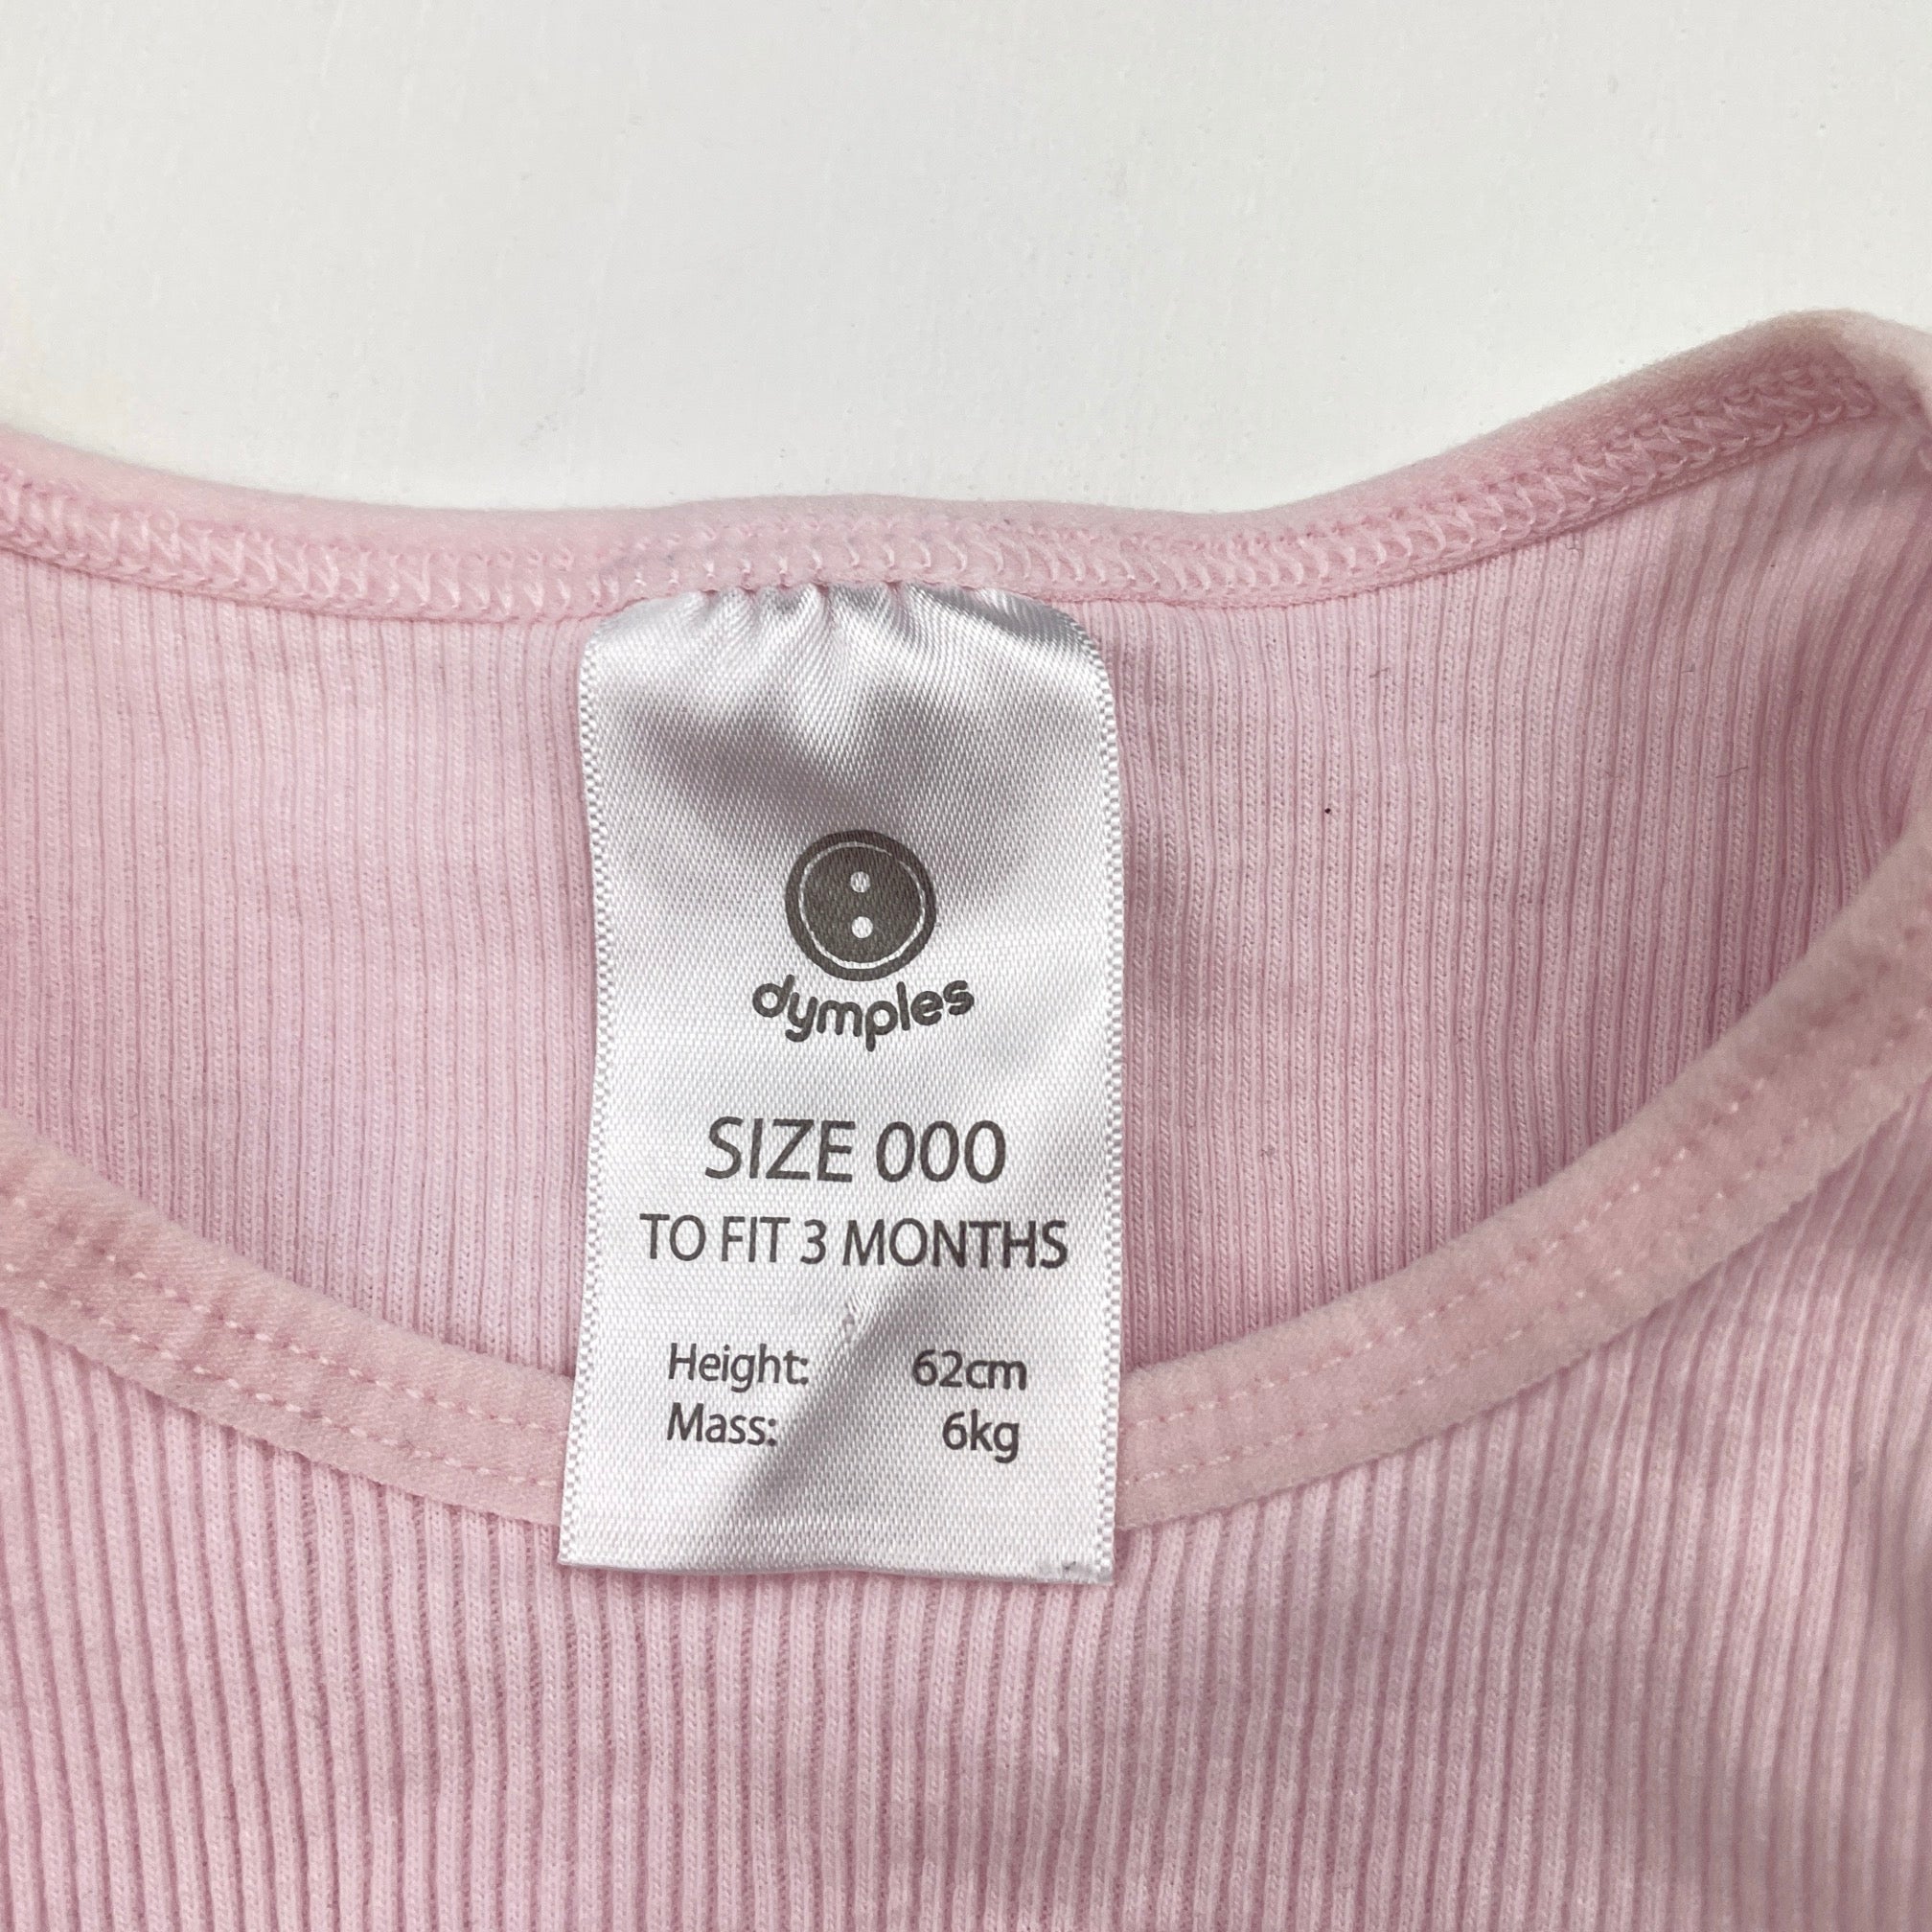 dymples
SIZE 000
TO FIT 3 MONTHS
Height: 62cm
Mass: 6kg